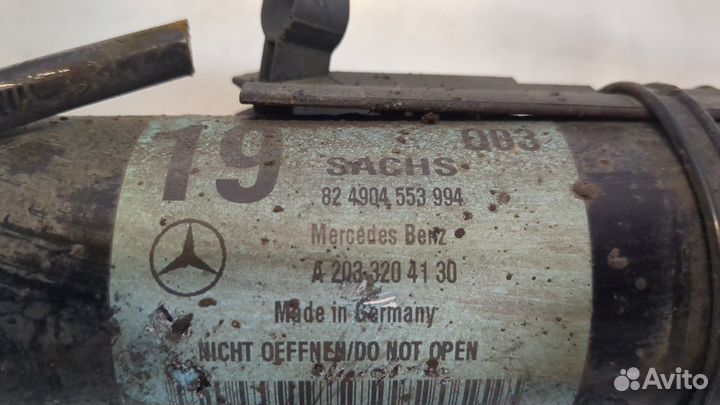 19
003
SACHS
82 4904 553 994
Mercedes Benz
A 203 320 41 30
Made in Germany
NICHT OEFFNEN/DO NOT OPEN
Avito